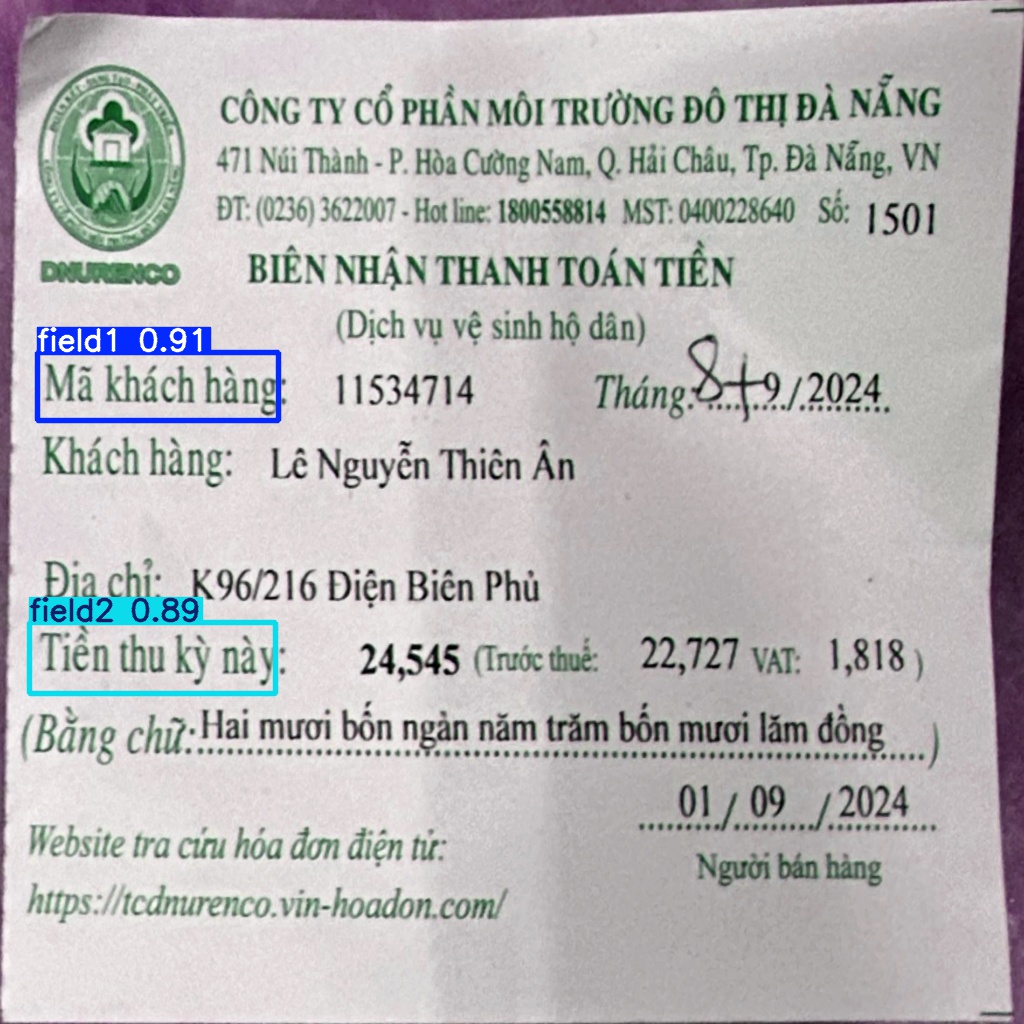 CÔNG TY CỔ PHẦN MÔI TRƯỜNG ĐÔ THỊ ĐÀ NẴNG
471 Núi Thành - P. Hòa Cường Nam, Q. Hải Châu, Tp. Đà Nẵng, VN
ĐT: (0236) 3622007 - Hot line: 1800558814 MST: 0400228640 Số: 1501
DNURENCO
BIÊN NHẬN THANH TOÁN TIỀN
(Dịch vụ vệ sinh hộ dân)
field1 0.91
Mã khách hàng: 11534714 Tháng 8+9/2024
Khách hàng: Lê Nguyễn Thiên Ân
Địa chỉ: K96/216 Điện Biên Phủ
field2 0.89
Tiền thu kỳ này: 24,545 (Trước thuế: 22,727 VAT: 1,818)
(Bằng chữ: Hai mươi bốn ngàn năm trăm bốn mươi lăm đồng)
01 / 09 / 2024
Người bán hàng
Website tra cứu hóa đơn điện tử:
https://tcdnurenco.vin-hoadon.com/